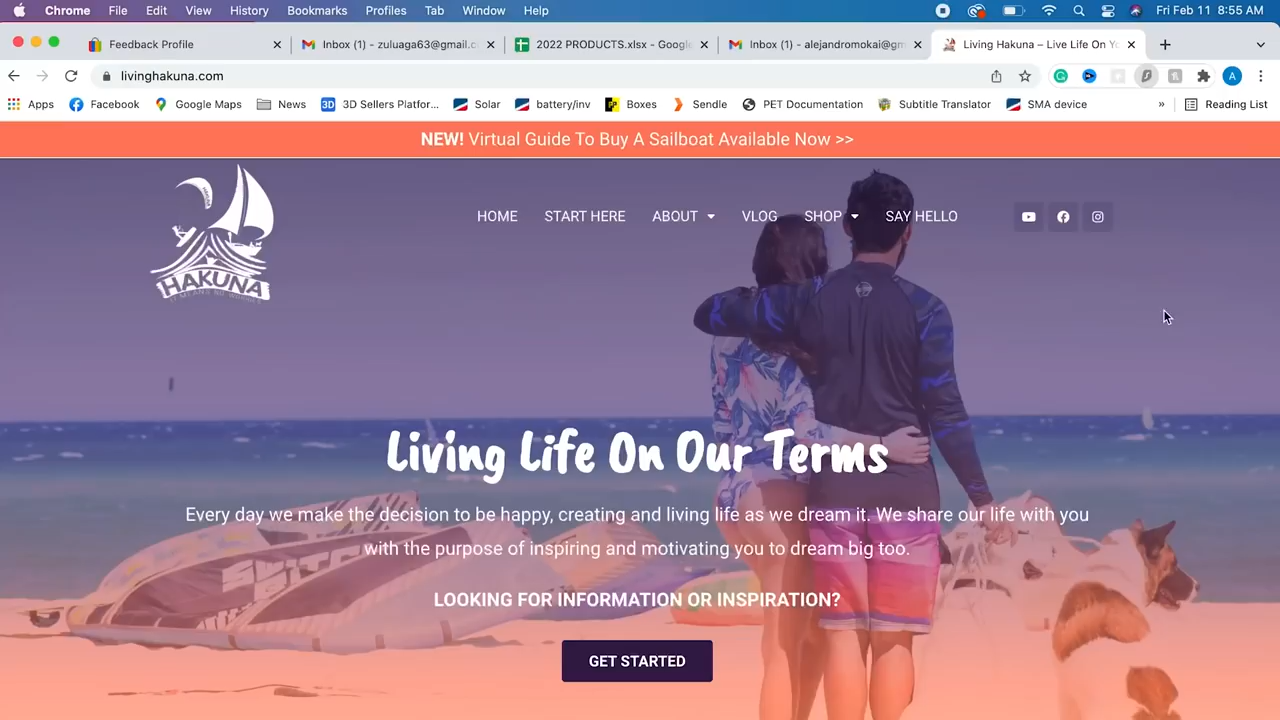 Chrome File Edit View History Bookmarks Profiles Tab Window Help Fri Feb 11 8:55 AM
Feedback Profile
Inbox (1) - zuluaga63@gmail.c
2022 PRODUCTS.xlsx - Google
Inbox (1) - alejandromokai@gm
Living Hakuna – Live Life On Yo
livinghakuna.com
A
Apps Facebook Google Maps News 3D Sellers Platfor... Solar battery/inv Boxes Sendle PET Documentation Subtitle Translator SMA device » Reading List
NEW! Virtual Guide To Buy A Sailboat Available Now >>
HAKUNA
IT MEANS NO WORRIES
HOME START HERE ABOUT VLOG SHOP SAY HELLO
Living Life On Our Terms
Every day we make the decision to be happy, creating and living life as we dream it. We share our life with you
with the purpose of inspiring and motivating you to dream big too.
LOOKING FOR INFORMATION OR INSPIRATION?
GET STARTED